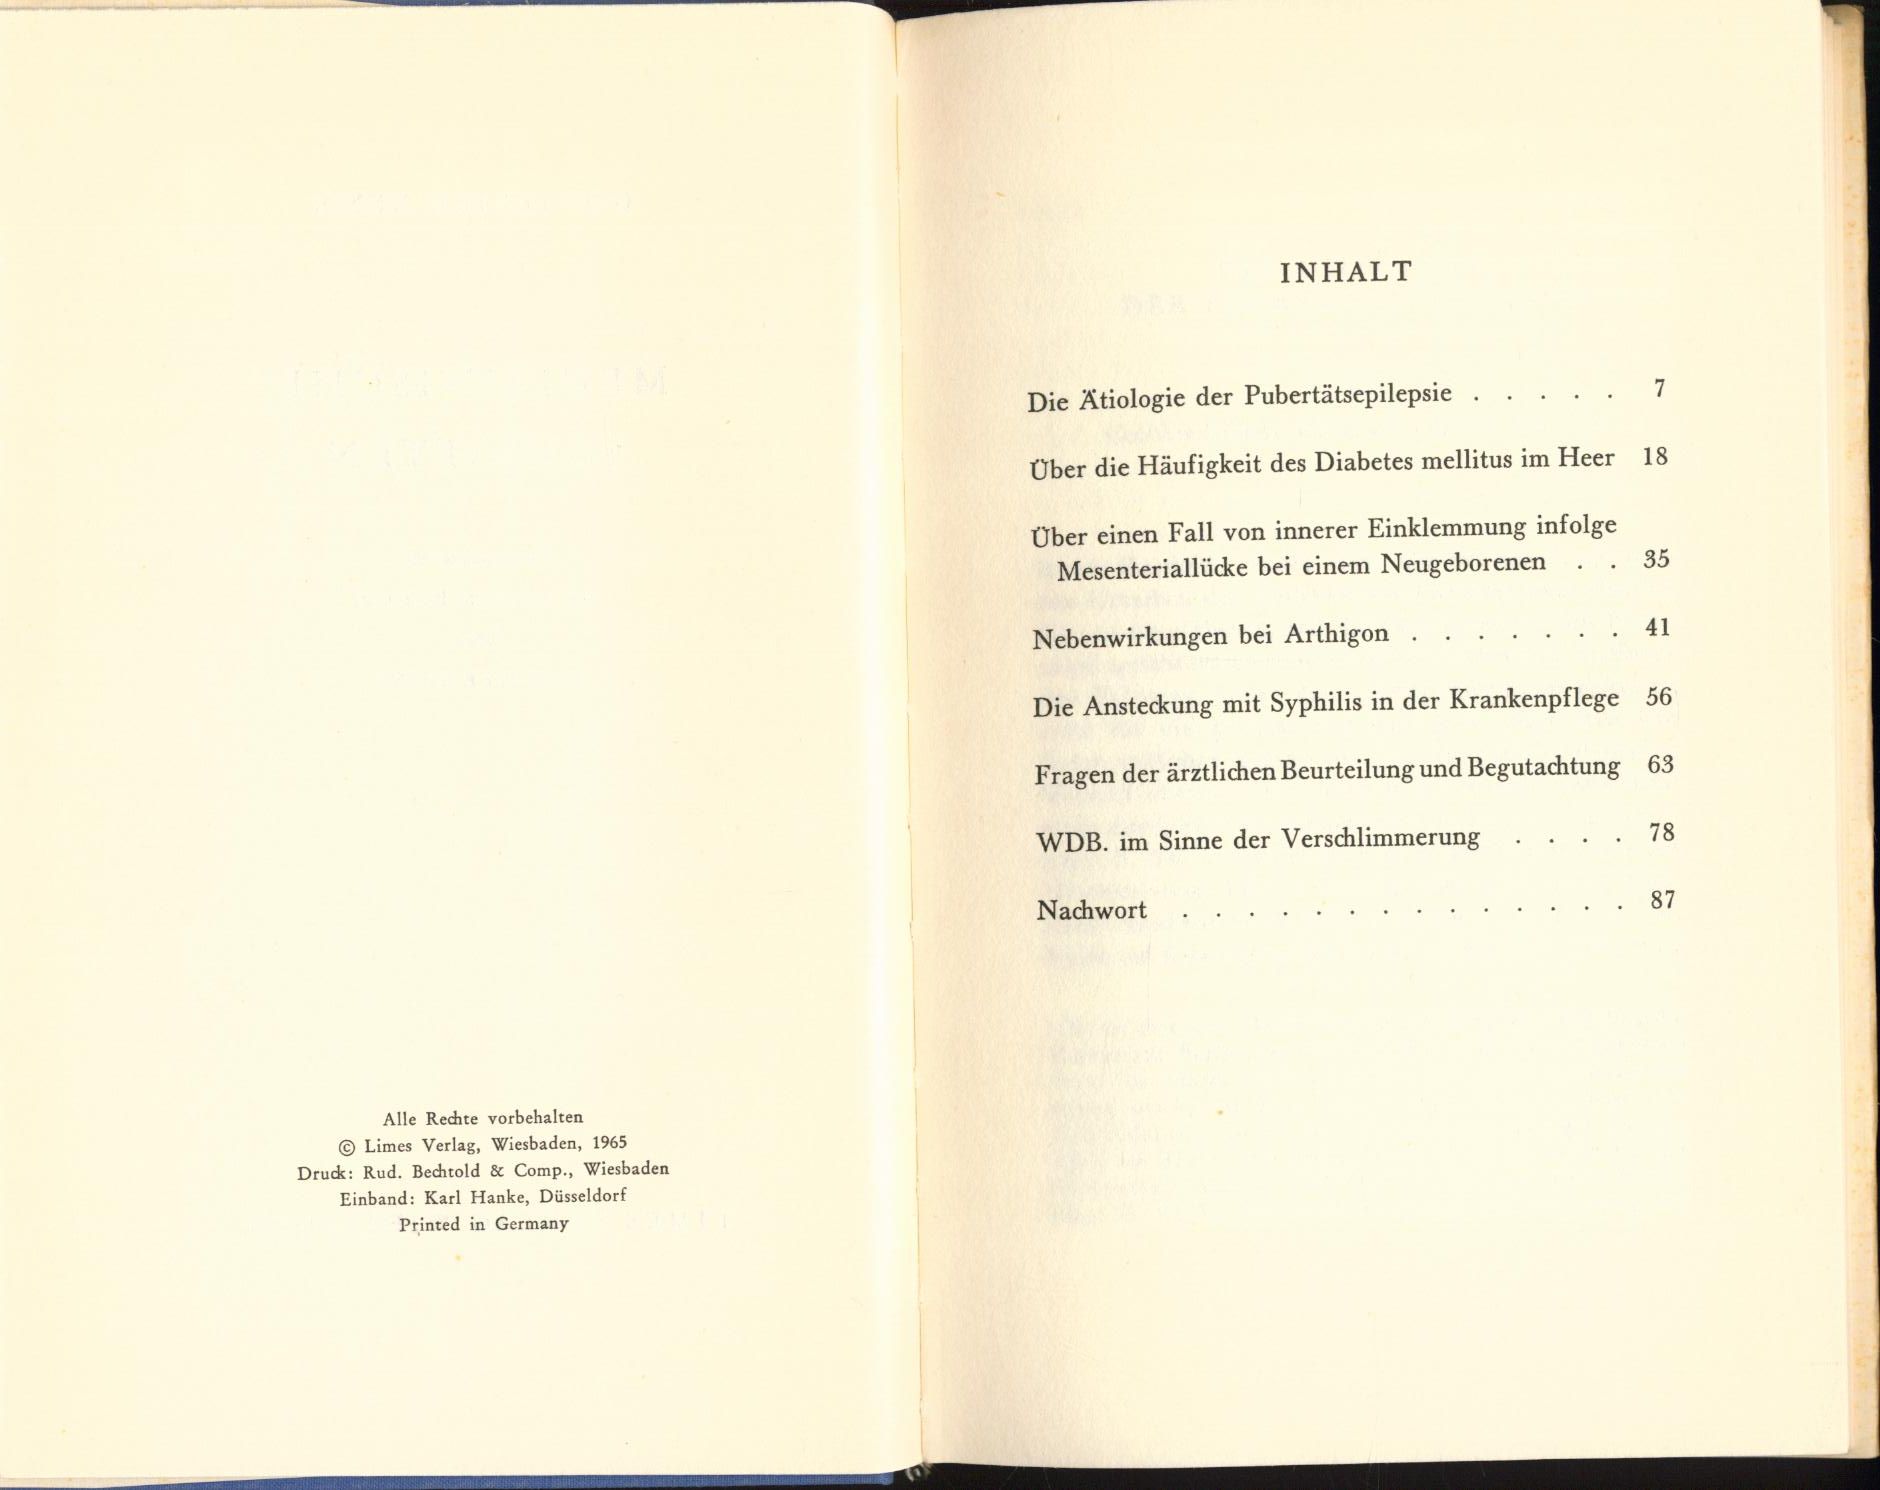 Alle Rechte vorbehalten
© Limes Verlag, Wiesbaden, 1965
Druck: Rud. Bechtold & Comp., Wiesbaden
Einband: Karl Hanke, Düsseldorf
Printed in Germany
INHALT
Die Ätiologie der Pubertätsepilepsie . . . . . 7
Über die Häufigkeit des Diabetes mellitus im Heer 18
Über einen Fall von innerer Einklemmung infolge
Mesenteriallücke bei einem Neugeborenen . . 35
Nebenwirkungen bei Arthigon . . . . . . . 41
Die Ansteckung mit Syphilis in der Krankenpflege 56
Fragen der ärztlichen Beurteilung und Begutachtung 63
WDB. im Sinne der Verschlimmerung . . . . 78
Nachwort . . . . . . . . . . . . . . 87